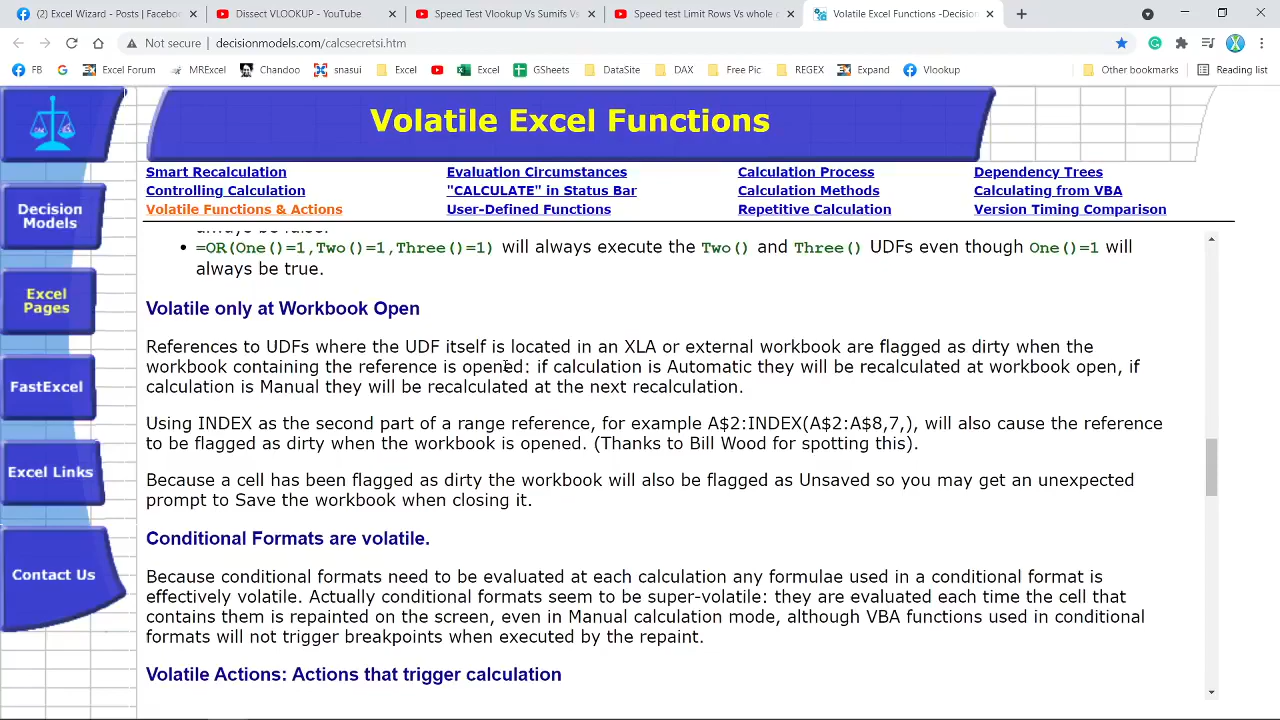 (2) Excel Wizard - Posts | Facebo
Dissect VLOOKUP - YouTube
Speed Test Vlookup Vs Sumifs Vs
Speed test Limit Rows Vs whole c
Volatile Excel Functions -Decision
Not secure | decisionmodels.com/calcsecretsi.htm
FB
Excel Forum
MRExcel
Chandoo
snasui
Excel
Excel
GSheets
DataSite
DAX
Free Pic
REGEX
Expand
Vlookup
Other bookmarks
Reading list
Volatile Excel Functions
Smart Recalculation
Evaluation Circumstances
Calculation Process
Dependency Trees
Controlling Calculation
"CALCULATE" in Status Bar
Calculation Methods
Calculating from VBA
Volatile Functions & Actions
User-Defined Functions
Repetitive Calculation
Version Timing Comparison
Decision
Models
Excel
Pages
FastExcel
Excel Links
Contact Us
always be false.
• =OR(One()=1,Two()=1,Three()=1) will always execute the Two() and Three() UDFs even though One()=1 will
always be true.
Volatile only at Workbook Open
References to UDFs where the UDF itself is located in an XLA or external workbook are flagged as dirty when the
workbook containing the reference is opened: if calculation is Automatic they will be recalculated at workbook open, if
calculation is Manual they will be recalculated at the next recalculation.
Using INDEX as the second part of a range reference, for example A$2:INDEX(A$2:A$8,7,), will also cause the reference
to be flagged as dirty when the workbook is opened. (Thanks to Bill Wood for spotting this).
Because a cell has been flagged as dirty the workbook will also be flagged as Unsaved so you may get an unexpected
prompt to Save the workbook when closing it.
Conditional Formats are volatile.
Because conditional formats need to be evaluated at each calculation any formulae used in a conditional format is
effectively volatile. Actually conditional formats seem to be super-volatile: they are evaluated each time the cell that
contains them is repainted on the screen, even in Manual calculation mode, although VBA functions used in conditional
formats will not trigger breakpoints when executed by the repaint.
Volatile Actions: Actions that trigger calculation